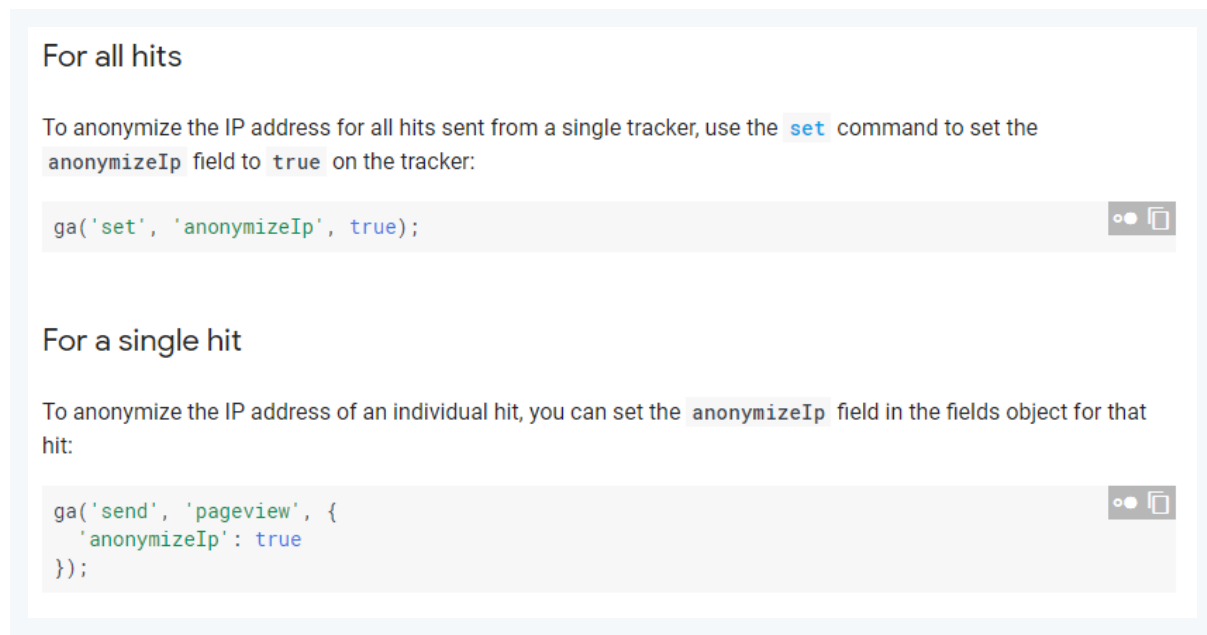 For all hits
To anonymize the IP address for all hits sent from a single tracker, use the set command to set the
anonymizeIp field to true on the tracker:
ga('set', 'anonymizeIp', true);
For a single hit
To anonymize the IP address of an individual hit, you can set the anonymizeIp field in the fields object for that
hit:
ga('send', 'pageview', {
  'anonymizeIp': true
});